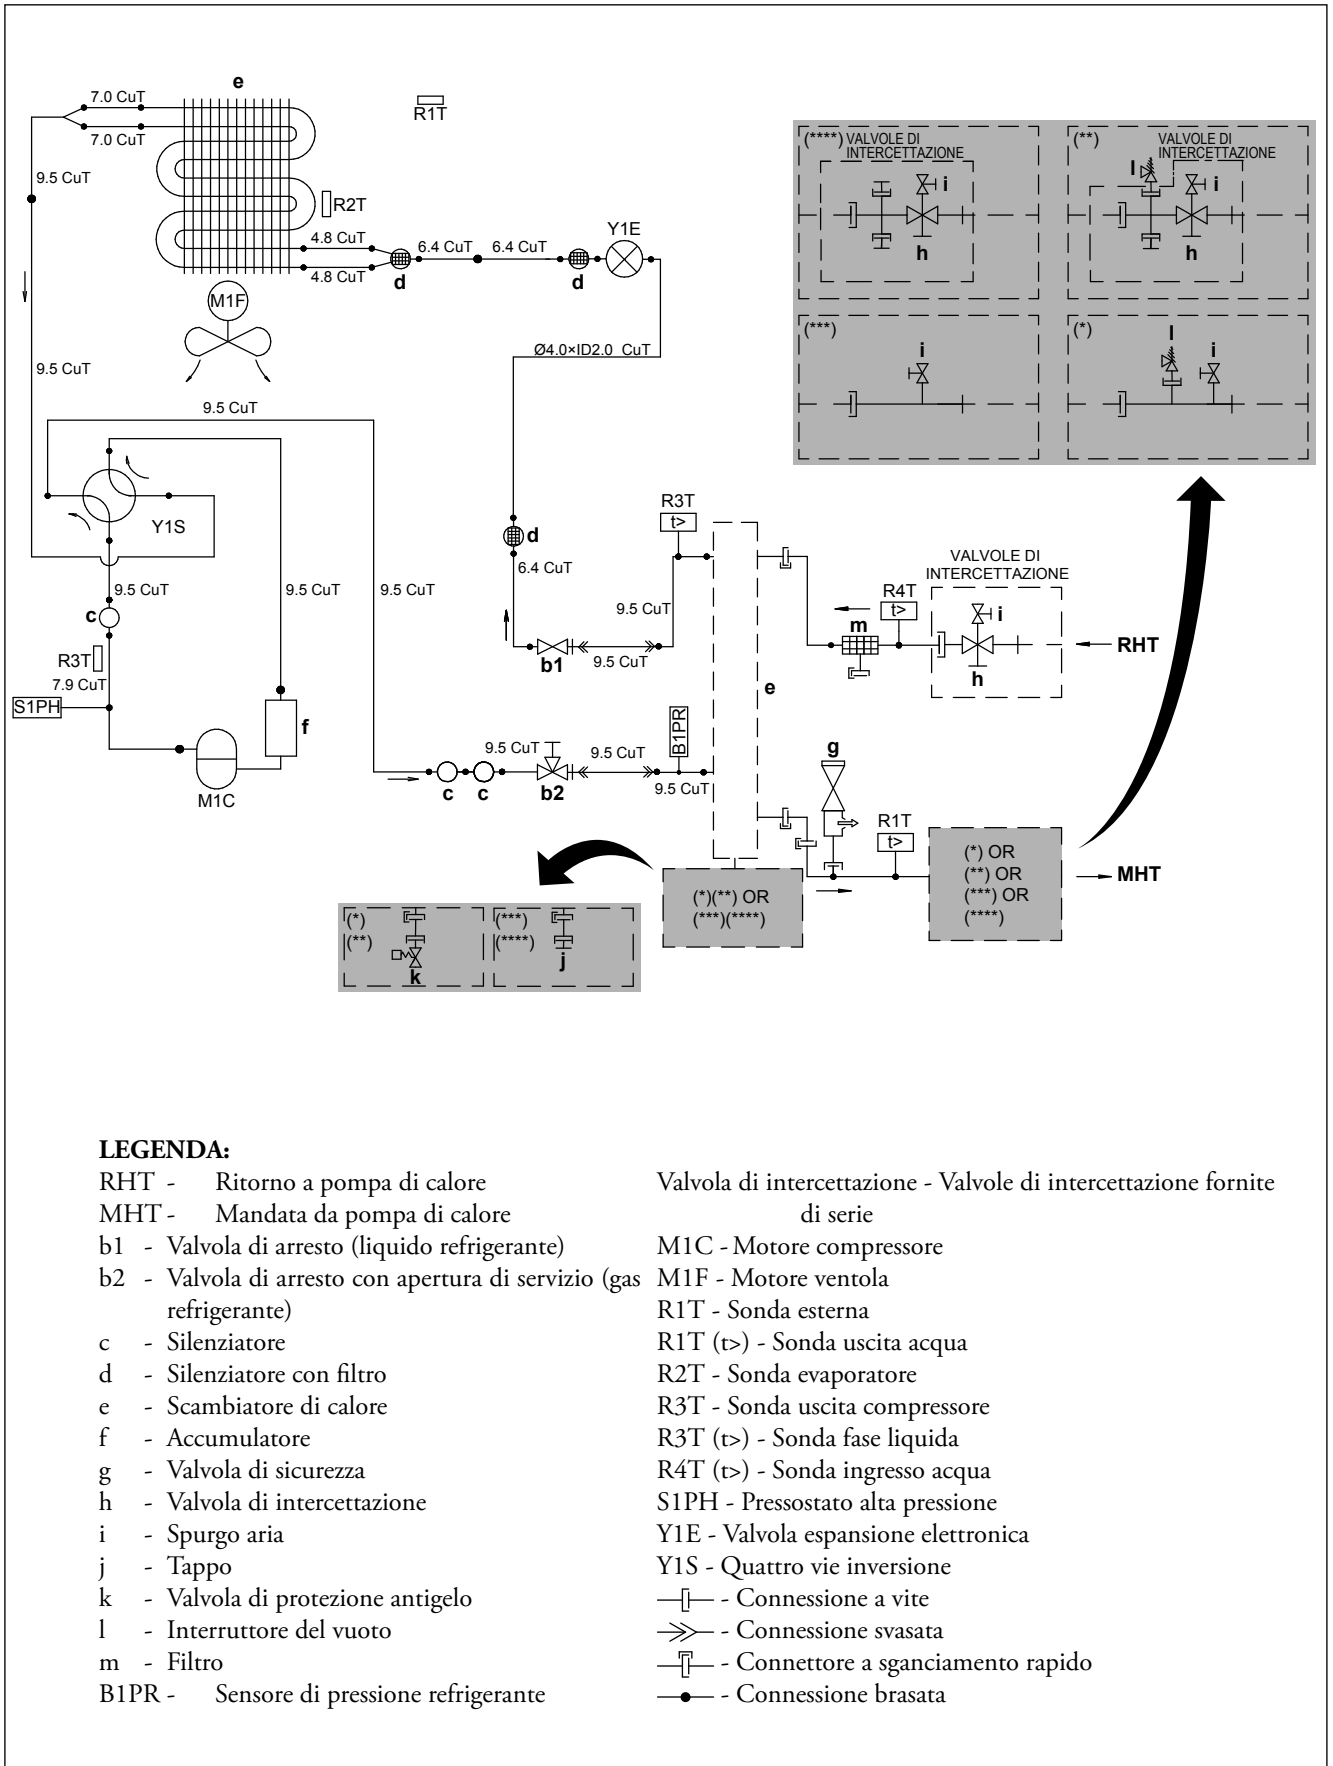 e
7.0 CuT
7.0 CuT
R1T
9.5 CuT
R2T
4.8 CuT
4.8 CuT
d
6.4 CuT
6.4 CuT
d
Y1E
M1F
9.5 CuT
Ø4.0×ID2.0 CuT
9.5 CuT
Y1S
9.5 CuT
9.5 CuT
9.5 CuT
c
R3T
7.9 CuT
S1PH
f
M1C
d
6.4 CuT
R3T
t>
9.5 CuT
b1
9.5 CuT
e
B1PR
9.5 CuT
9.5 CuT
9.5 CuT
c
c
b2
(****) VALVOLE DI
INTERCETTAZIONE
i
h
(**)
VALVOLE DI
INTERCETTAZIONE
l
i
h
(***)
i
(*)
l
i
VALVOLE DI
INTERCETTAZIONE
R4T
t>
m
i
h
RHT
g
R1T
t>
(*) OR
(**) OR
(***) OR
(****)
MHT
(*)(**) OR
(***)(****)
(*)
(**)
k
(***)
(****)
j
LEGENDA:
RHT - Ritorno a pompa di calore
MHT - Mandata da pompa di calore
b1 - Valvola di arresto (liquido refrigerante)
b2 - Valvola di arresto con apertura di servizio (gas
refrigerante)
c - Silenziatore
d - Silenziatore con filtro
e - Scambiatore di calore
f - Accumulatore
g - Valvola di sicurezza
h - Valvola di intercettazione
i - Spurgo aria
j - Tappo
k - Valvola di protezione antigelo
l - Interruttore del vuoto
m - Filtro
B1PR - Sensore di pressione refrigerante
Valvola di intercettazione - Valvole di intercettazione fornite
di serie
M1C - Motore compressore
M1F - Motore ventola
R1T - Sonda esterna
R1T (t>) - Sonda uscita acqua
R2T - Sonda evaporatore
R3T - Sonda uscita compressore
R3T (t>) - Sonda fase liquida
R4T (t>) - Sonda ingresso acqua
S1PH - Pressostato alta pressione
Y1E - Valvola espansione elettronica
Y1S - Quattro vie inversione
- Connessione a vite
- Connessione svasata
- Connettore a sganciamento rapido
- Connessione brasata